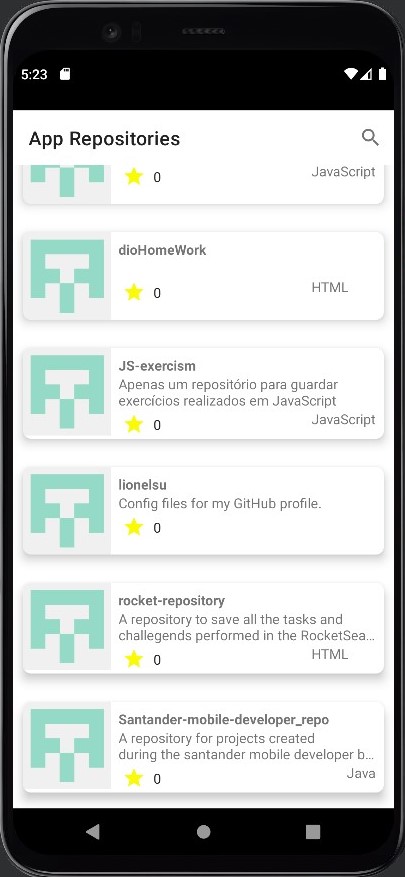 5:23
App Repositories
0
JavaScript
dioHomeWork
0
HTML
JS-exercism
Apenas um repositório para guardar
exercícios realizados em JavaScript
0
JavaScript
lionelsu
Config files for my GitHub profile.
0
rocket-repository
A repository to save all the tasks and
challegends performed in the RocketSea...
0
HTML
Santander-mobile-developer_repo
A repository for projects created
during the santander mobile developer b...
0
Java